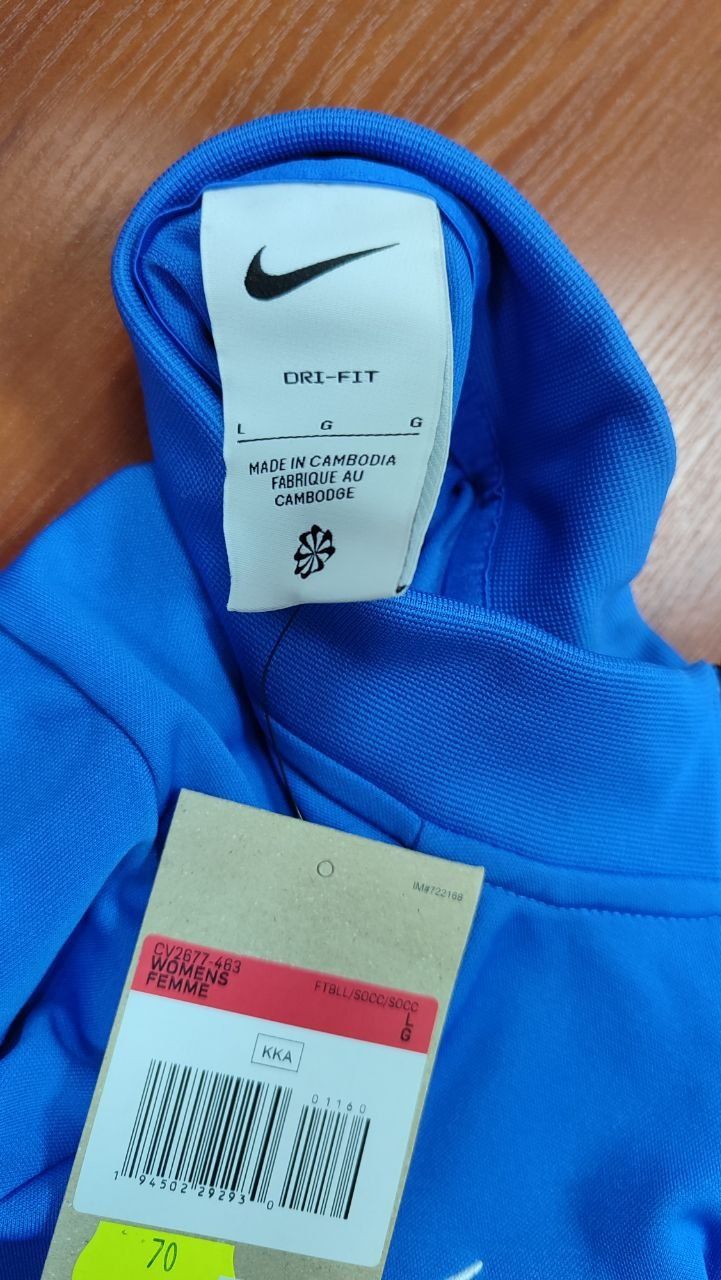 DRI-FIT
L G G
MADE IN CAMBODIA
FABRIQUE AU
CAMBODGE
IM#722168
CV2677-463
WOMENS
FEMME
FTBLL/SOCC/SOCC
L
G
KKA
01160
1 94502 29293 0
70